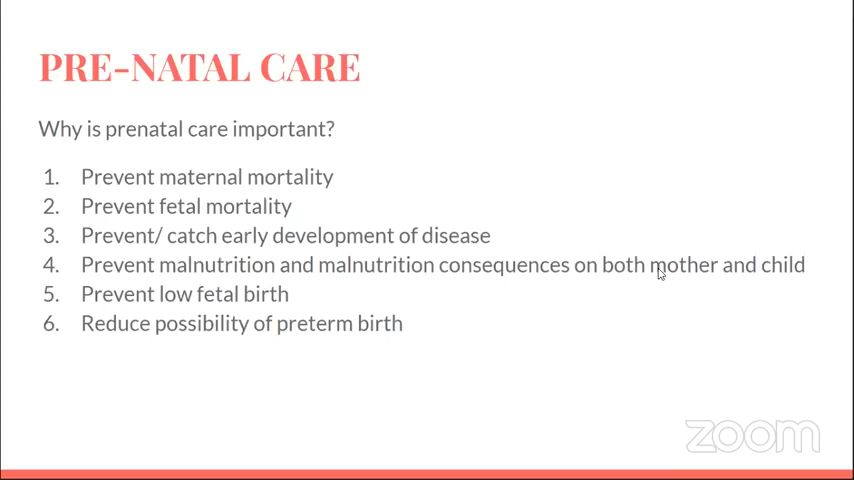 PRE-NATAL CARE
Why is prenatal care important?
1. Prevent maternal mortality
2. Prevent fetal mortality
3. Prevent/ catch early development of disease
4. Prevent malnutrition and malnutrition consequences on both mother and child
5. Prevent low fetal birth
6. Reduce possibility of preterm birth
zoom